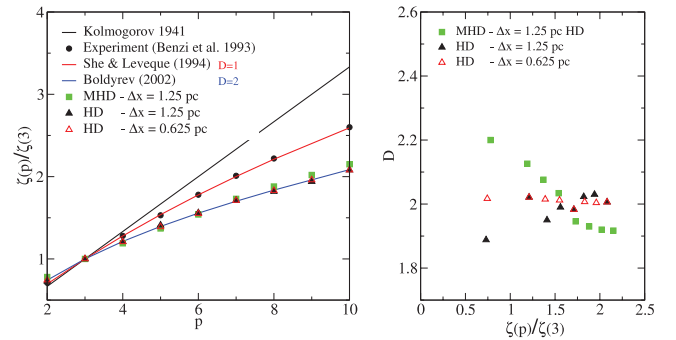 Kolmogorov 1941
Experiment (Benzi et al. 1993)
She & Leveque (1994) D=1
Boldyrev (2002) D=2
MHD - Δx = 1.25 pc
HD - Δx = 1.25 pc
HD - Δx = 0.625 pc
4
3
2
1
ζ(p)/ζ(3)
2 4 6 8 10
p
MHD - Δx = 1.25 pc HD
HD - Δx = 1.25 pc
HD - Δx = 0.625 pc
2.6
2.4
2.2
2.0
1.8
D
0 0.5 1 1.5 2 2.5
ζ(p)/ζ(3)